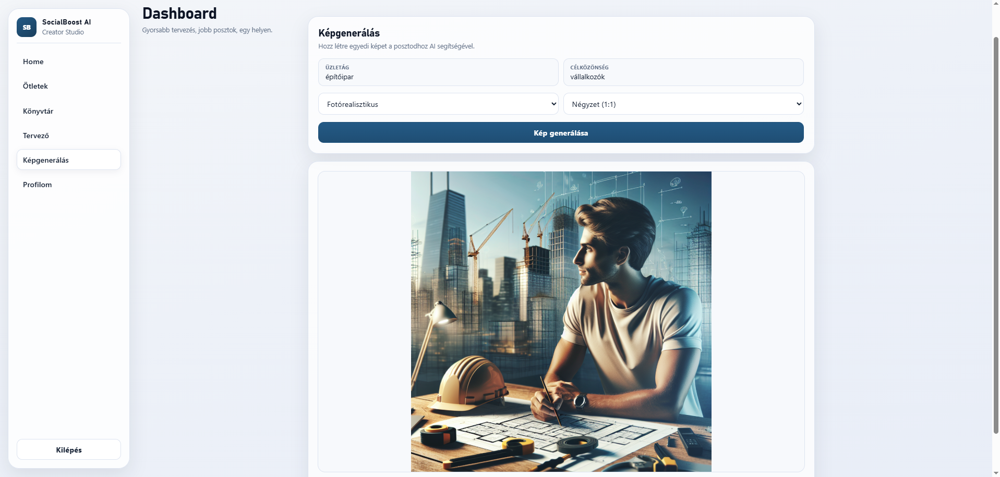 SB
SocialBoost AI
Creator Studio
Home
Ötletek
Könyvtár
Tervező
Képgenerálás
Profilom
Kilépés
Dashboard
Gyorsabb tervezés, jobb posztok, egy helyen.
Képgenerálás
Hozz létre egyedi képet a posztodhoz AI segítségével.
ÜZLETÁG
építőipar
CÉLKÖZÖNSÉG
vállalkozók
Fotórealisztikus
Négyzet (1:1)
Kép generálása